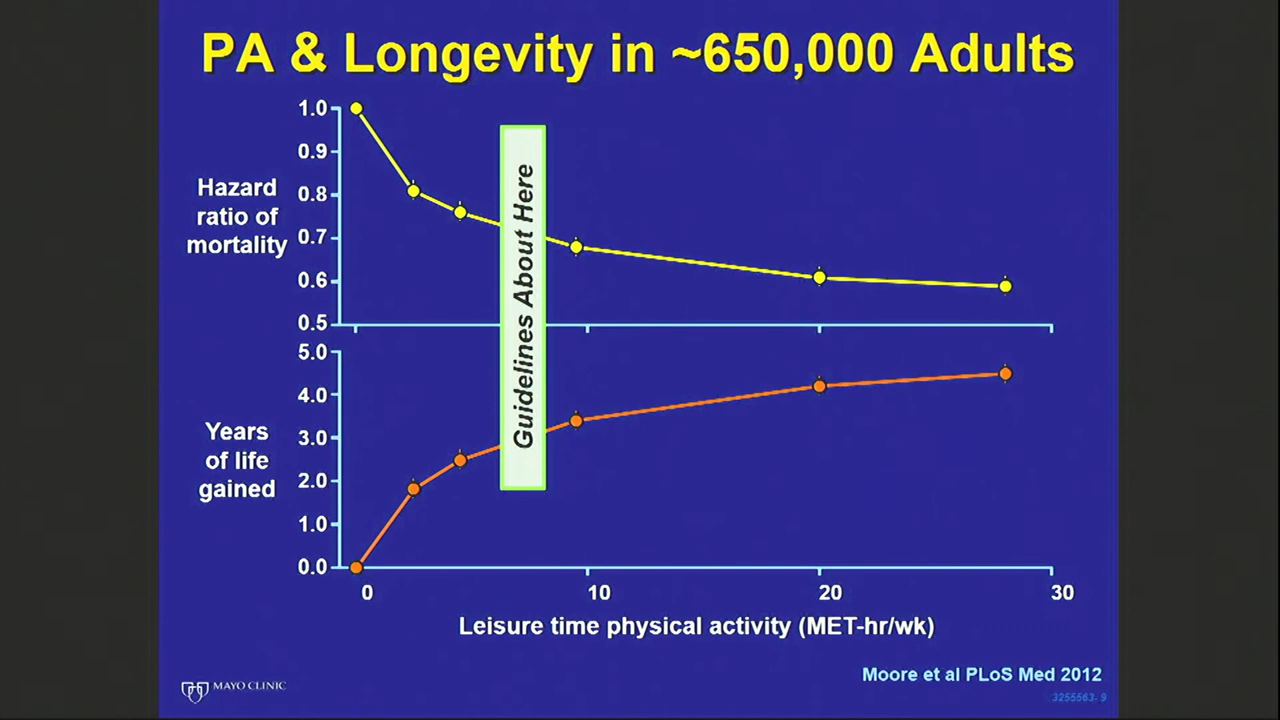 PA & Longevity in ~650,000 Adults
1.0
0.9
Hazard
ratio of
mortality
0.8
0.7
0.6
0.5
Guidelines About Here
5.0
4.0
3.0
Years
of life
gained
2.0
1.0
0.0
0
10
20
30
Leisure time physical activity (MET-hr/wk)
Moore et al PLoS Med 2012
MAYO CLINIC
3255563- 9